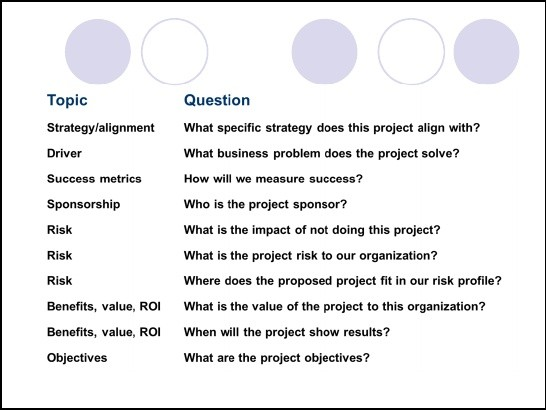 Topic Question
Strategy/alignment What specific strategy does this project align with?
Driver What business problem does the project solve?
Success metrics How will we measure success?
Sponsorship Who is the project sponsor?
Risk What is the impact of not doing this project?
Risk What is the project risk to our organization?
Risk Where does the proposed project fit in our risk profile?
Benefits, value, ROI What is the value of the project to this organization?
Benefits, value, ROI When will the project show results?
Objectives What are the project objectives?